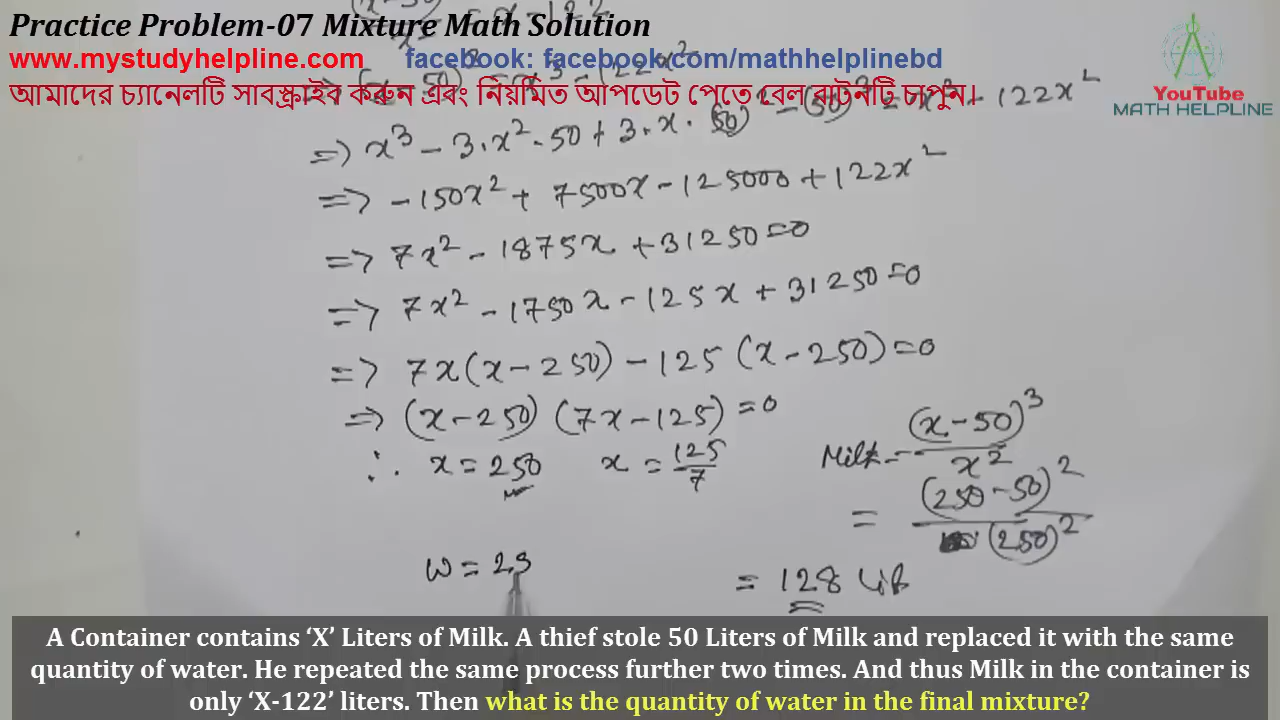 Practice Problem-07 Mixture Math Solution
www.mystudyhelpline.com facebook: facebook.com/mathhelplinebd
আমাদের চ্যানেলটি সাবস্ক্রাইব করুন এবং নিয়মিত আপডেট পেতে বেল বাটনটি চাপুন।
YouTube
MATH HELPLINE
=> x³ - 3.x².50 + 3.x.(50)² - (50)³ = x³ - 122x²
=> -150x² + 7500x - 125000 + 122x²
=> 7x² - 1875x + 31250 = 0
=> 7x² - 1750x - 125x + 31250 = 0
=> 7x(x - 250) - 125(x - 250) = 0
=> (x - 250) (7x - 125) = 0
∴ x = 250 x = 125/7
Milk = (x - 50)³/x²
= (250 - 50)²/(250)²
= 128 Lit
W = 25
A Container contains ‘X’ Liters of Milk. A thief stole 50 Liters of Milk and replaced it with the same
quantity of water. He repeated the same process further two times. And thus Milk in the container is
only ‘X-122’ liters. Then what is the quantity of water in the final mixture?